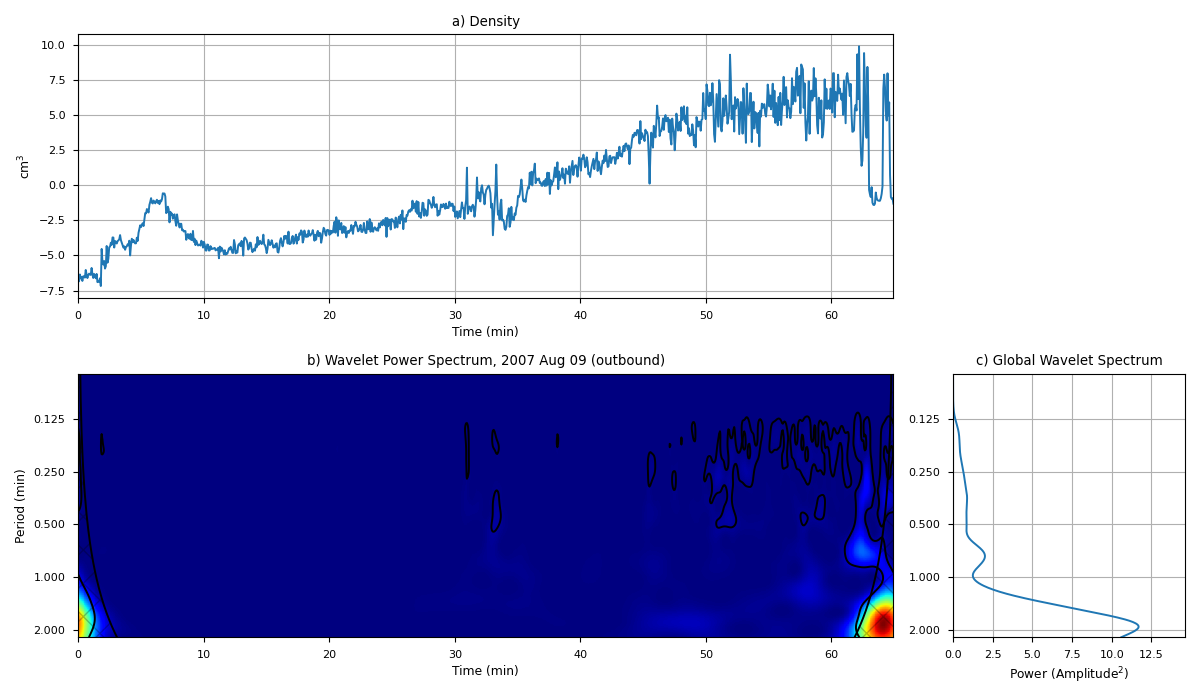 a) Density
10.0
7.5
5.0
2.5
0.0
−2.5
−5.0
−7.5
cm³
0 10 20 30 40 50 60
Time (min)
b) Wavelet Power Spectrum, 2007 Aug 09 (outbound)
0.125
0.250
0.500
1.000
2.000
Period (min)
0 10 20 30 40 50 60
Time (min)
c) Global Wavelet Spectrum
0.125
0.250
0.500
1.000
2.000
0.0 2.5 5.0 7.5 10.0 12.5
Power (Amplitude²)